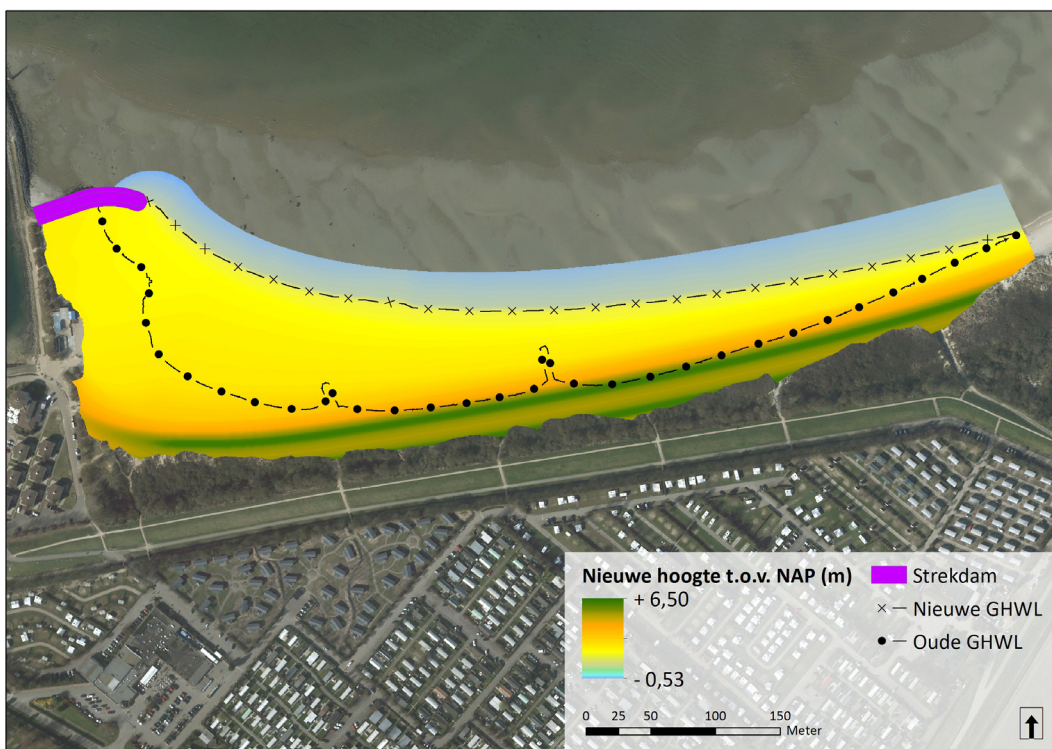 Nieuwe hoogte t.o.v. NAP (m)
+ 6,50
- 0,53
Strekdam
Nieuwe GHWL
Oude GHWL
0 25 50 100 150
Meter